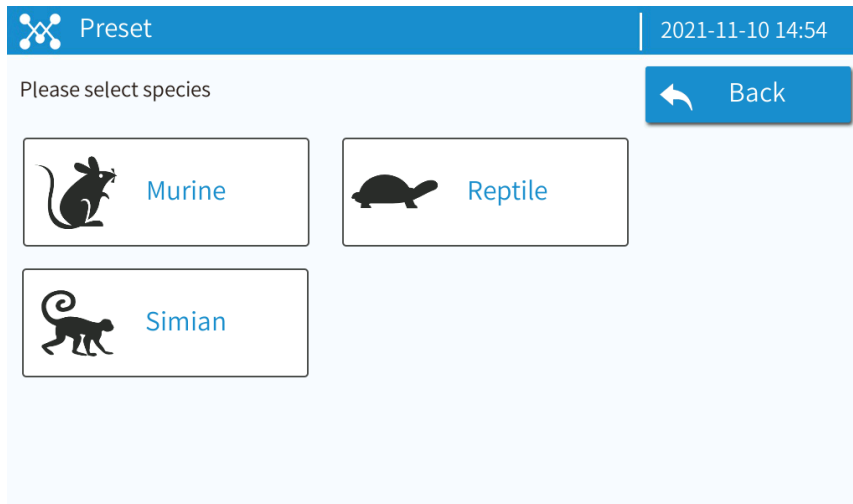 Preset
2021-11-10 14:54
Please select species
Back
Murine
Reptile
Simian